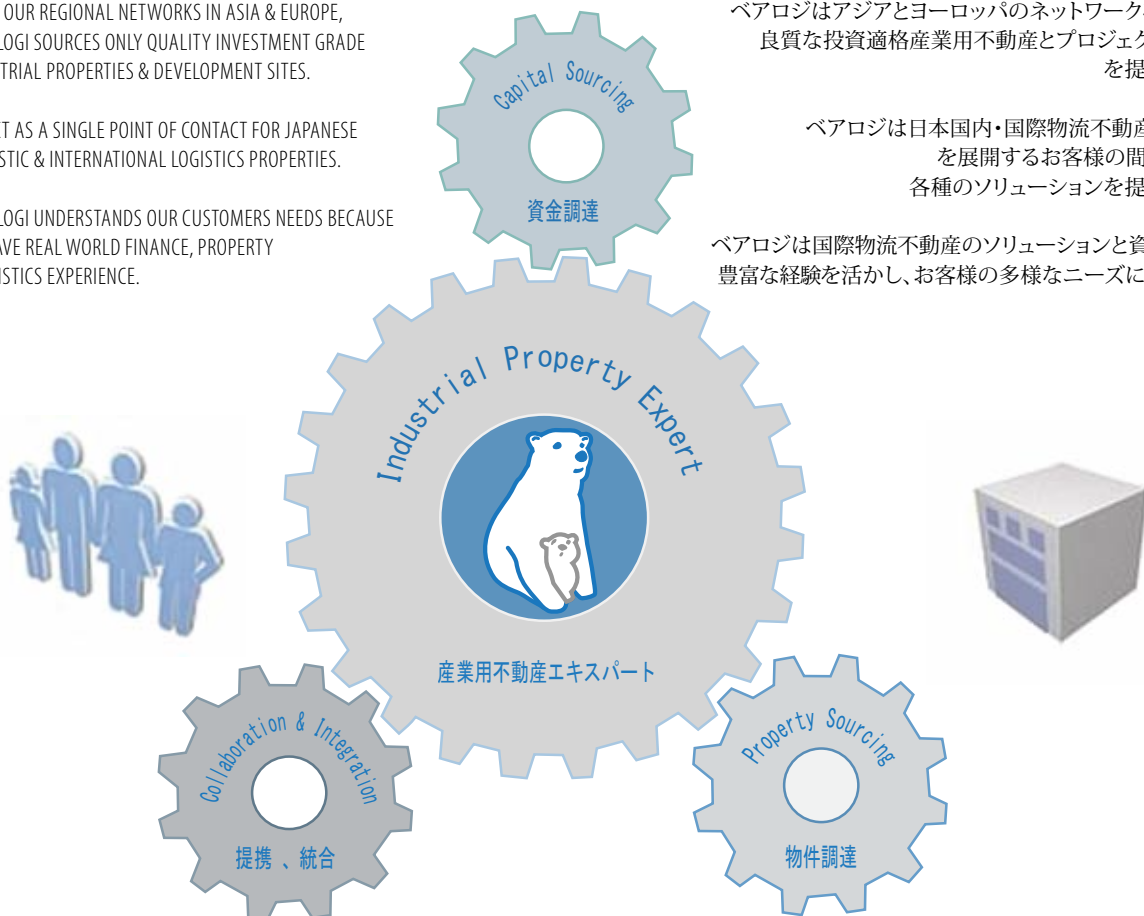 OUR REGIONAL NETWORKS IN ASIA & EUROPE,
LOGI SOURCES ONLY QUALITY INVESTMENT GRADE
TRIAL PROPERTIES & DEVELOPMENT SITES.
CT AS A SINGLE POINT OF CONTACT FOR JAPANESE
STIC & INTERNATIONAL LOGISTICS PROPERTIES.
LOGI UNDERSTANDS OUR CUSTOMERS NEEDS BECAUSE
AVE REAL WORLD FINANCE, PROPERTY
ISTICS EXPERIENCE.
Capital Sourcing
資金調達
ベアロジはアジアとヨーロッパのネットワーク
良質な投資適格産業用不動産とプロジェク
を提
ベアロジは日本国内・国際物流不動産
を展開するお客様の間
各種のソリューションを提
ベアロジは国際物流不動産のソリューションと資
豊富な経験を活かし、お客様の多様なニーズに
Industrial Property Expert
産業用不動産エキスパート
Collaboration & Integration
提携 、統合
Property Sourcing
物件調達